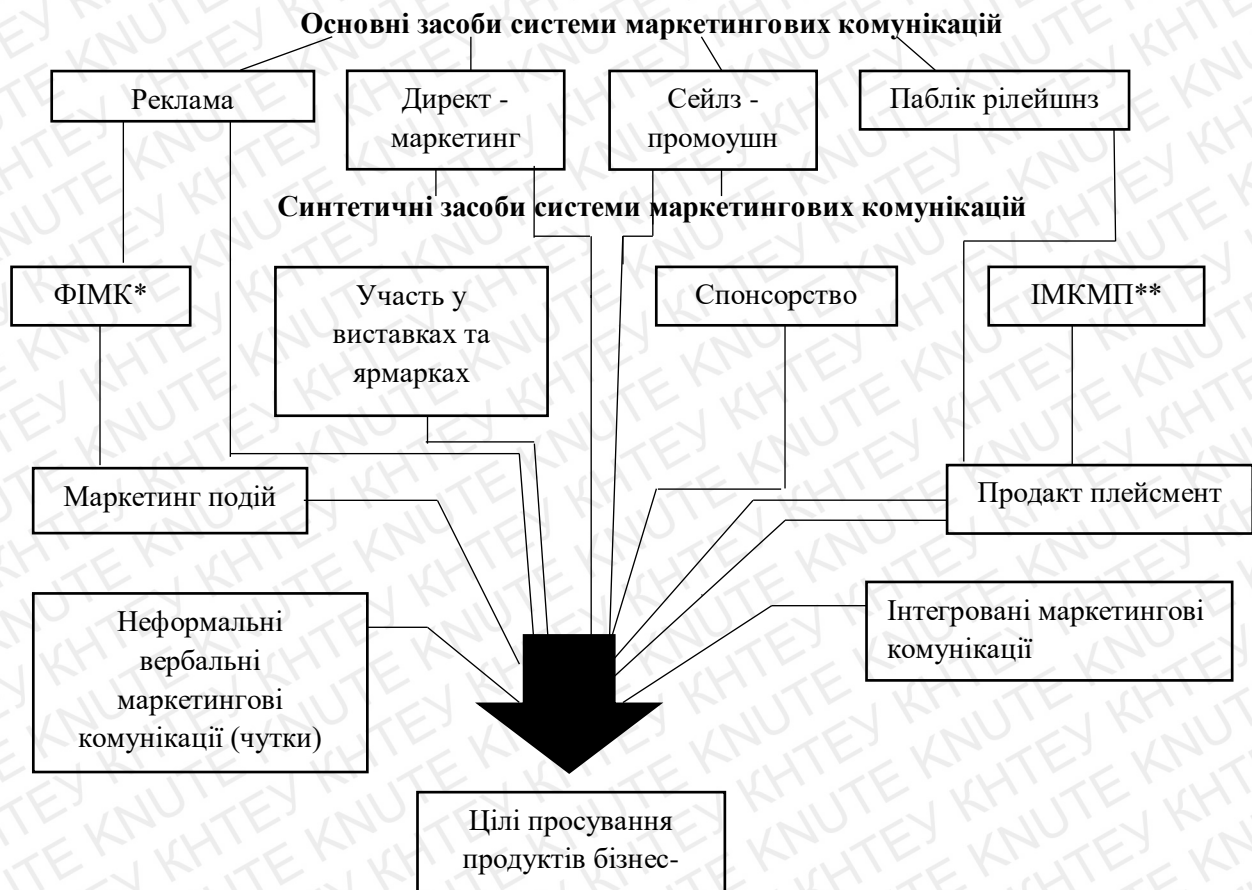 Основні засоби системи маркетингових комунікацій
Реклама
Директ -
маркетинг
Сейлз -
промоушн
Паблік рілейшнз
Синтетичні засоби системи маркетингових комунікацій
ФІМК*
Участь у
виставках та
ярмарках
Спонсорство
ІМКМП**
Маркетинг подій
Продакт плейсмент
Неформальні
вербальні
маркетингові
комунікації (чутки)
Інтегровані маркетингові
комунікації
Цілі просування
продуктів бізнес-